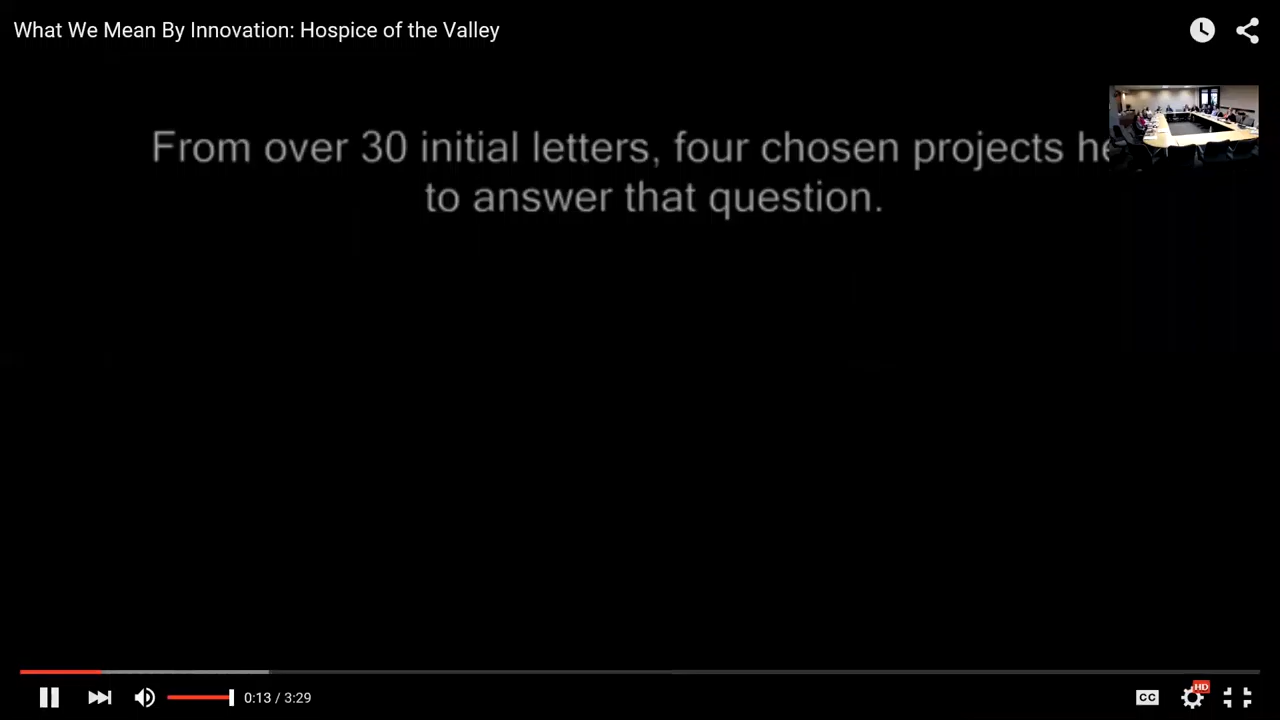 What We Mean By Innovation: Hospice of the Valley
From over 30 initial letters, four chosen projects
to answer that question.
0:13 / 3:29
CC
HD